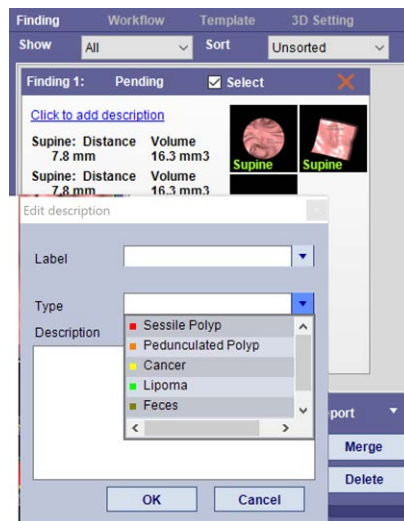 Finding Workflow Template 3D Setting
Show All Sort Unsorted
Finding 1: Pending Select
Click to add description
Supine: Distance Volume
7.8 mm 16.3 mm3
Supine: Distance Volume
7.8 mm 16.3 mm3
Supine Supine
Edit description
Label
Type
Sessile Polyp
Description
Pedunculated Polyp
Cancer
Lipoma
Feces
port
Merge
Delete
OK Cancel